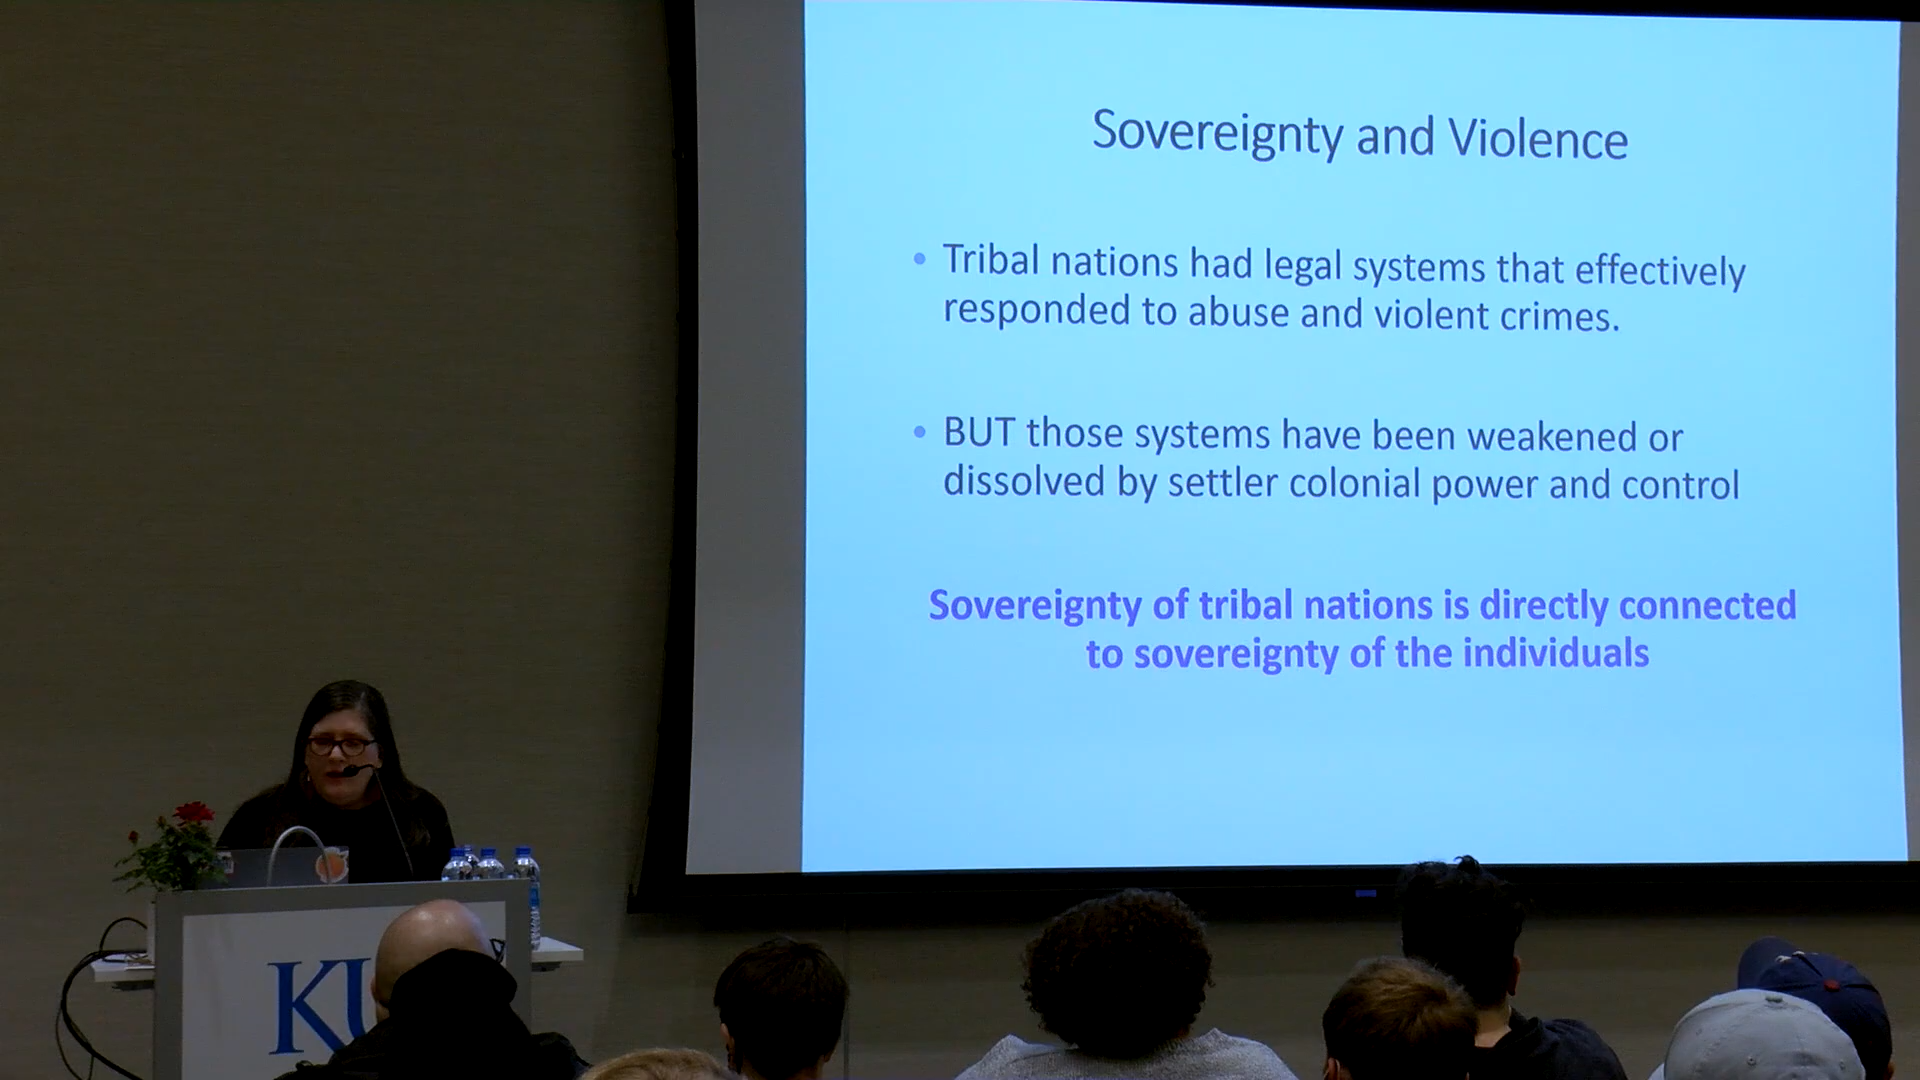 Sovereignty and Violence
• Tribal nations had legal systems that effectively
responded to abuse and violent crimes.
• BUT those systems have been weakened or
dissolved by settler colonial power and control
Sovereignty of tribal nations is directly connected
to sovereignty of the individuals
KU